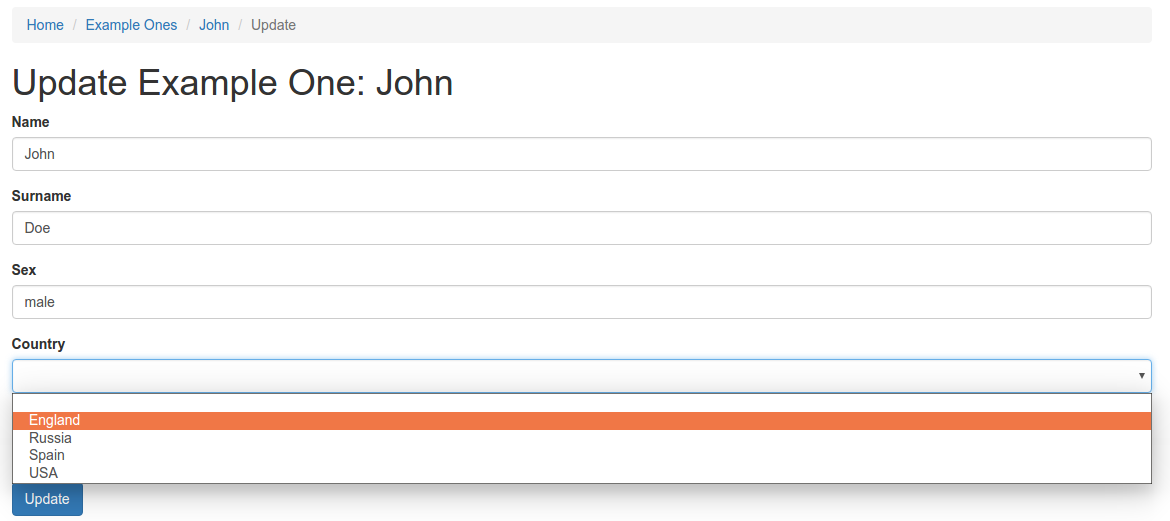 Home / Example Ones / John / Update
Update Example One: John
Name
John
Surname
Doe
Sex
male
Country
England
Russia
Spain
USA
Update